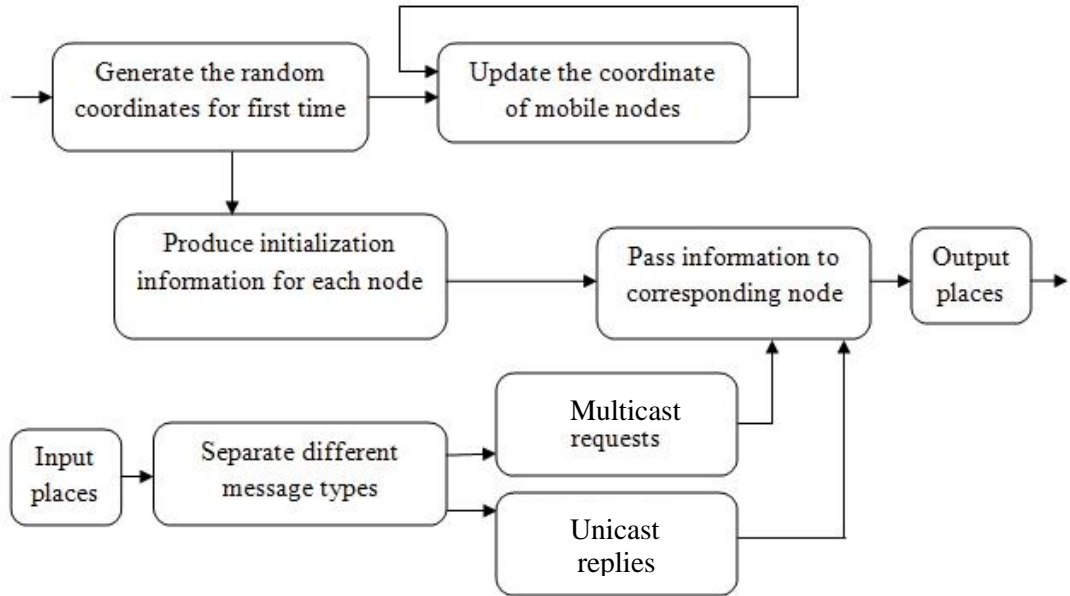 Generate the random
coordinates for first time
Update the coordinate
of mobile nodes
Produce initialization
information for each node
Pass information to
corresponding node
Output
places
Input
places
Separate different
message types
Multicast
requests
Unicast
replies